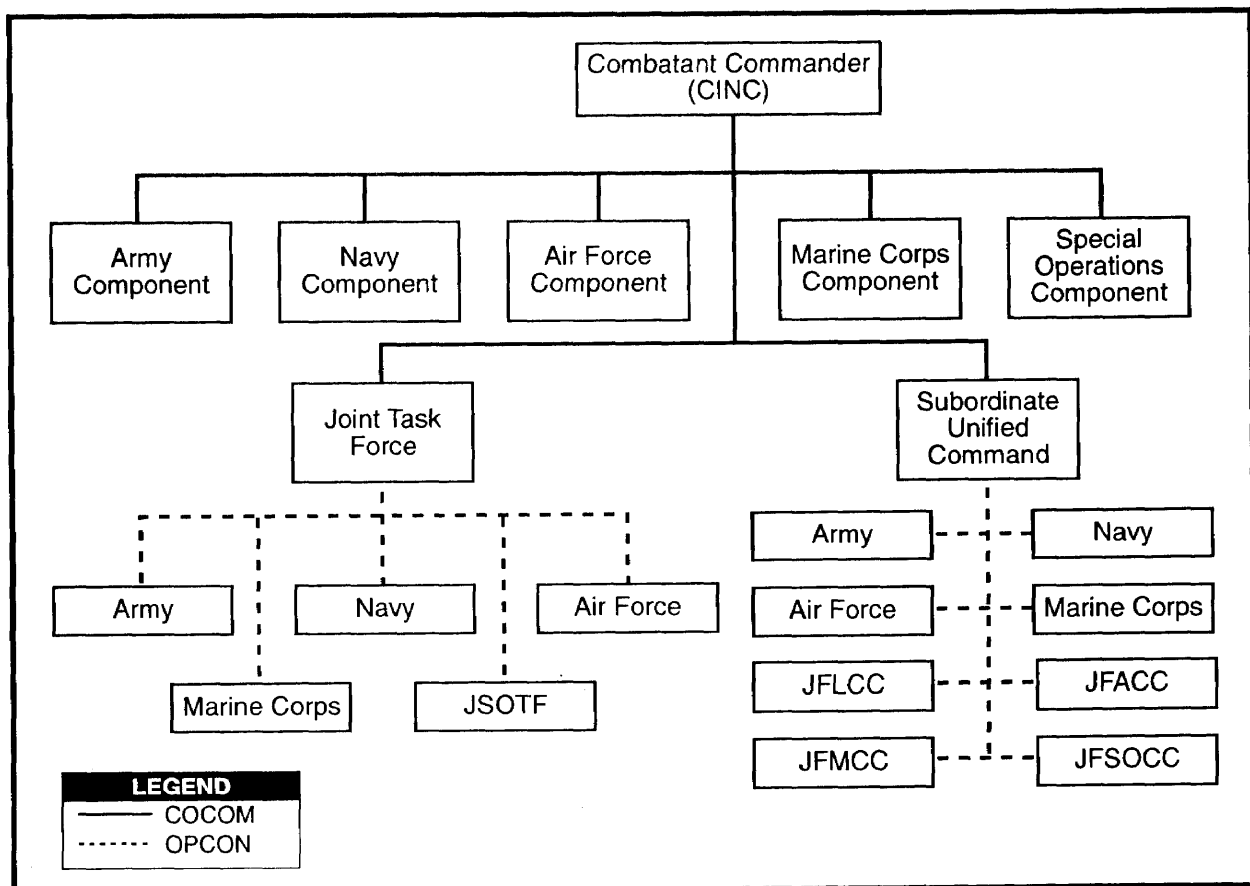 Combatant Commander
(CINC)
Army
Component
Navy
Component
Air Force
Component
Marine Corps
Component
Special
Operations
Component
Joint Task
Force
Subordinate
Unified
Command
Army
Navy
Air Force
Marine Corps
JSOTF
Army
Navy
Air Force
Marine Corps
JFLCC
JFACC
JFMCC
JFSOCC
LEGEND
COCOM
OPCON